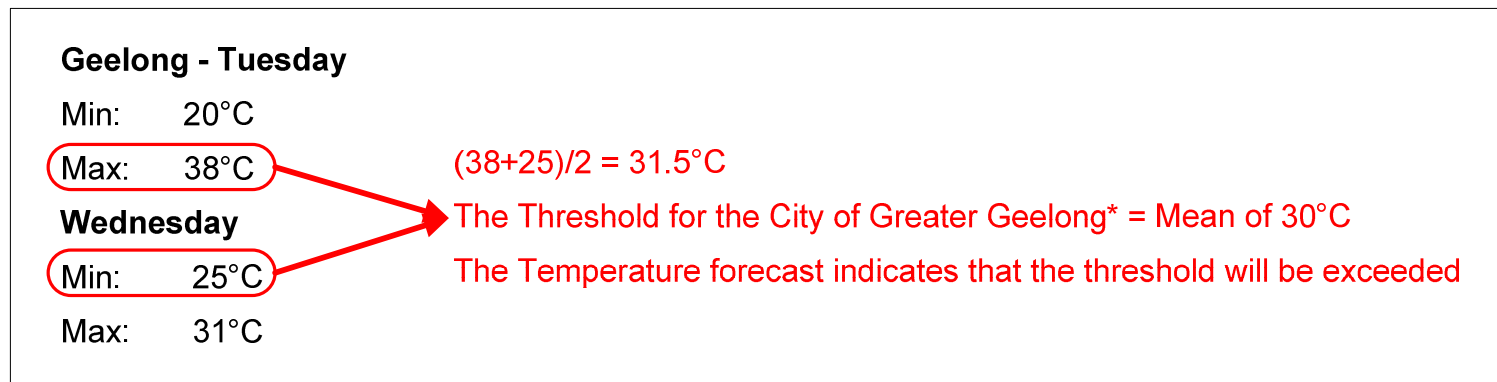 Geelong - Tuesday
Min: 20°C
Max: 38°C
(38+25)/2 = 31.5°C
Wednesday
The Threshold for the City of Greater Geelong* = Mean of 30°C
Min: 25°C
The Temperature forecast indicates that the threshold will be exceeded
Max: 31°C